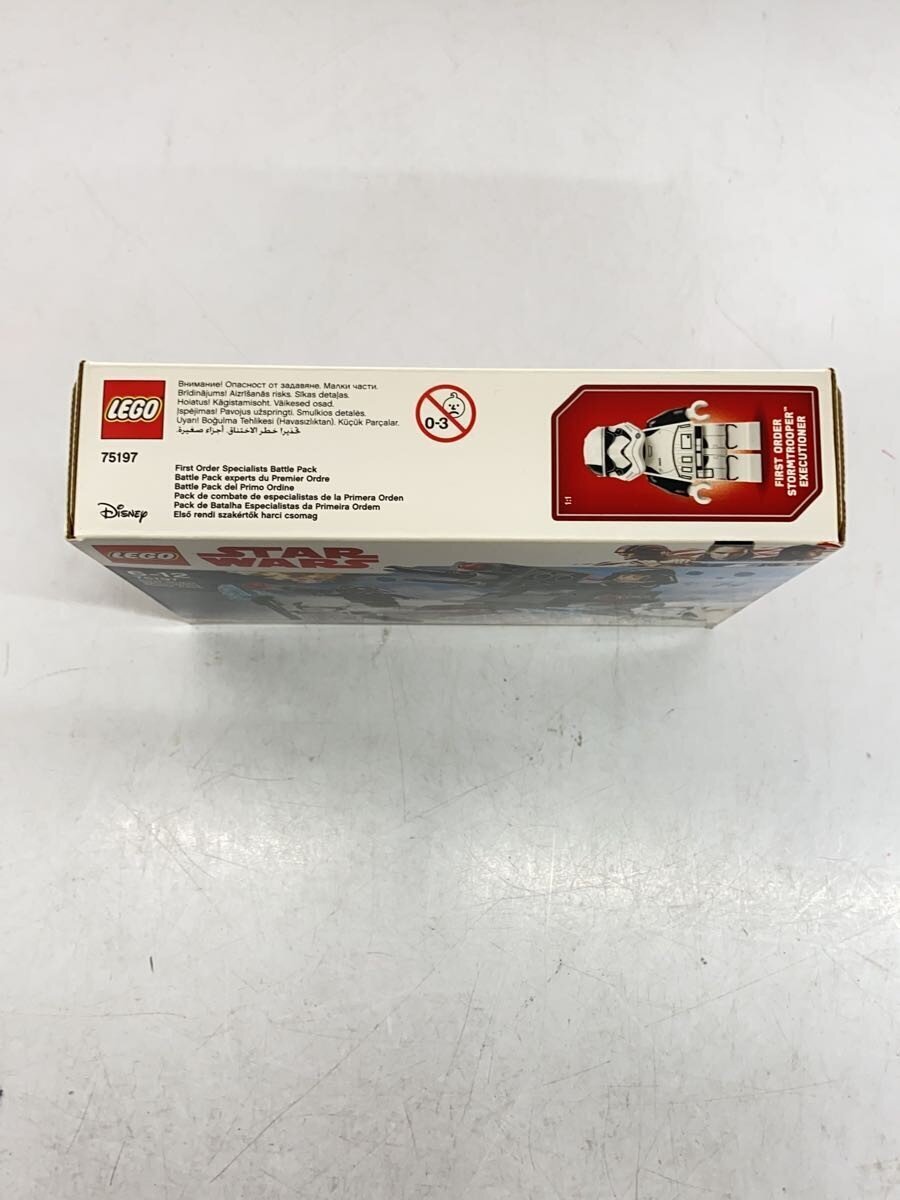 LEGO
75197
Disney
Внимание! Опасност от задавяне. Малки части.
Brīdinājums! Aizrīšanās risks. Sīkas detaļas.
Hoiatus! Kägistamisoht. Väikesed osad.
Įspėjimas! Pavojus užspringti. Smulkios detalės.
Uyarı! Boğulma Tehlikesi (Havasızlıktan). Küçük Parçalar.
تحذير! خطر الاختناق. أجزاء صغيرة.
0-3
First Order Specialists Battle Pack
Battle Pack experts du Premier Ordre
Battle Pack del Primo Ordine
Pack de combate de especialistas de la Primera Orden
Pack de Batalha Especialistas da Primeira Ordem
Első rendi szakértők harci csomag
1:1
FIRST ORDER
STORMTROOPER™
EXECUTIONER
LEGO
STAR
WARS
6-12
75197